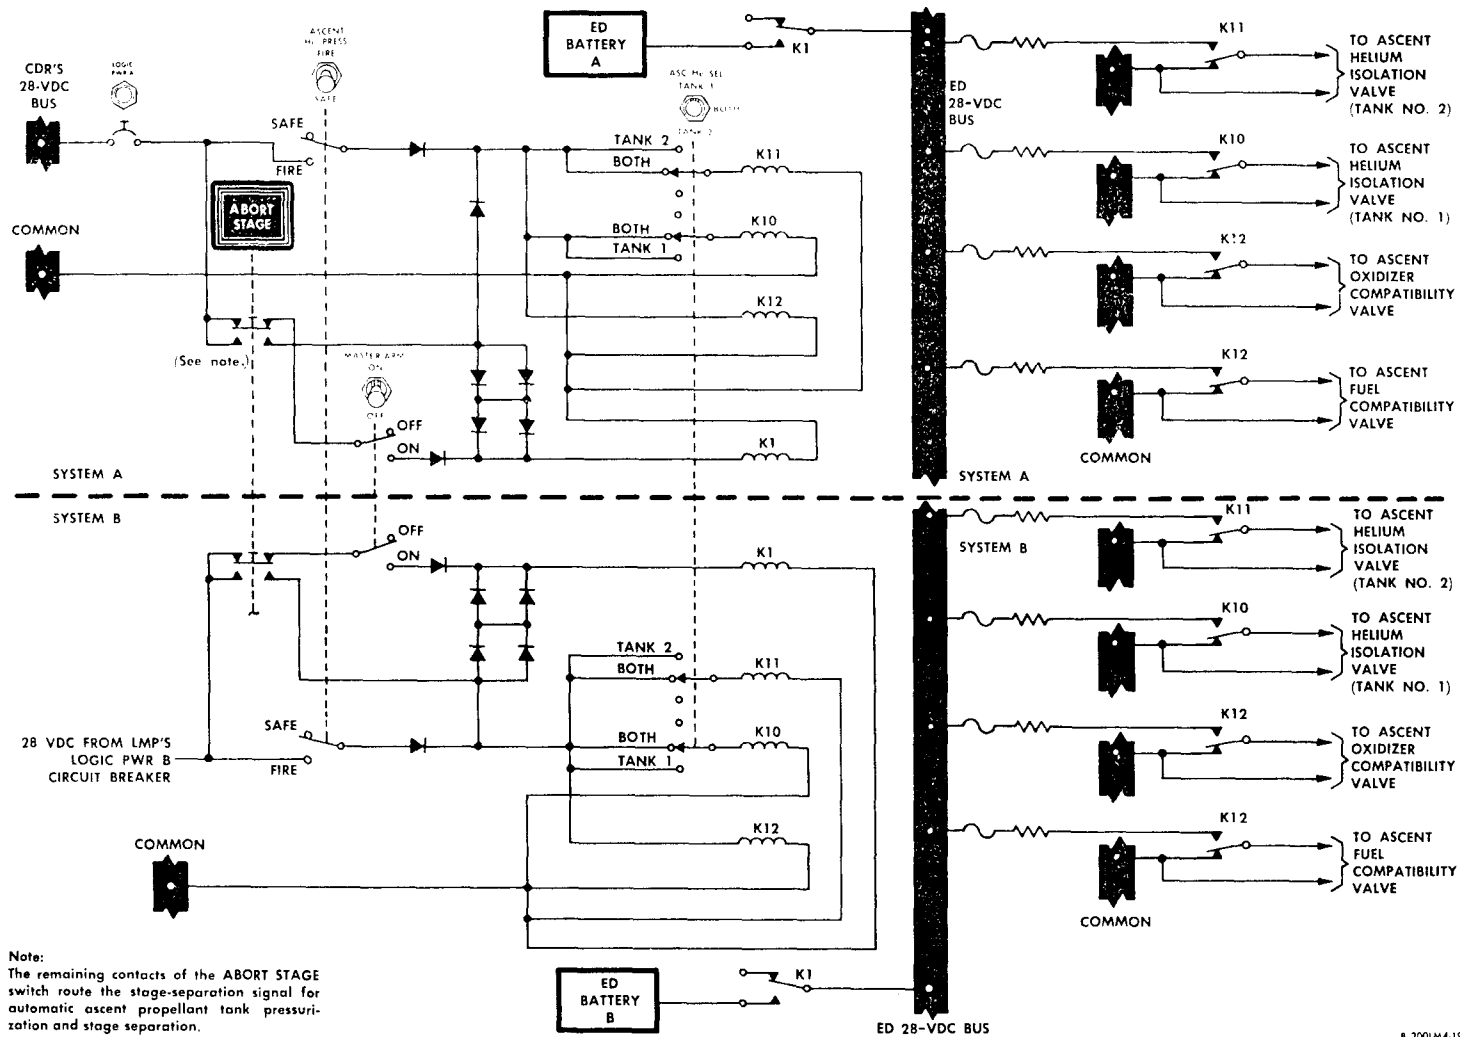 ASCENT
He PRESS
FIRE
SAFE
LOGIC
PWR A
CDR'S
28-VDC
BUS
ED
BATTERY
A
K1
ASC He SEL
TANK 1
BOTH
TANK 2
ED
28-VDC
BUS
SAFE
FIRE
TANK 2
BOTH
K11
BOTH
TANK 1
K10
K12
ABORT
STAGE
COMMON
(See note.)
MASTER ARM
ON
OFF
OFF
ON
K1
SYSTEM A
SYSTEM A
K11
TO ASCENT
HELIUM
ISOLATION
VALVE
(TANK NO. 2)
K10
TO ASCENT
HELIUM
ISOLATION
VALVE
(TANK NO. 1)
K12
TO ASCENT
OXIDIZER
COMPATIBILITY
VALVE
K12
TO ASCENT
FUEL
COMPATIBILITY
VALVE
COMMON
SYSTEM B
OFF
ON
K1
TANK 2
BOTH
K11
BOTH
TANK 1
K10
K12
SAFE
FIRE
28 VDC FROM LMP'S
LOGIC PWR B
CIRCUIT BREAKER
COMMON
SYSTEM B
K11
TO ASCENT
HELIUM
ISOLATION
VALVE
(TANK NO. 2)
K10
TO ASCENT
HELIUM
ISOLATION
VALVE
(TANK NO. 1)
K12
TO ASCENT
OXIDIZER
COMPATIBILITY
VALVE
K12
TO ASCENT
FUEL
COMPATIBILITY
VALVE
COMMON
ED
BATTERY
B
K1
ED 28-VDC BUS
Note:
The remaining contacts of the ABORT STAGE
switch route the stage-separation signal for
automatic ascent propellant tank pressuri-
zation and stage separation.